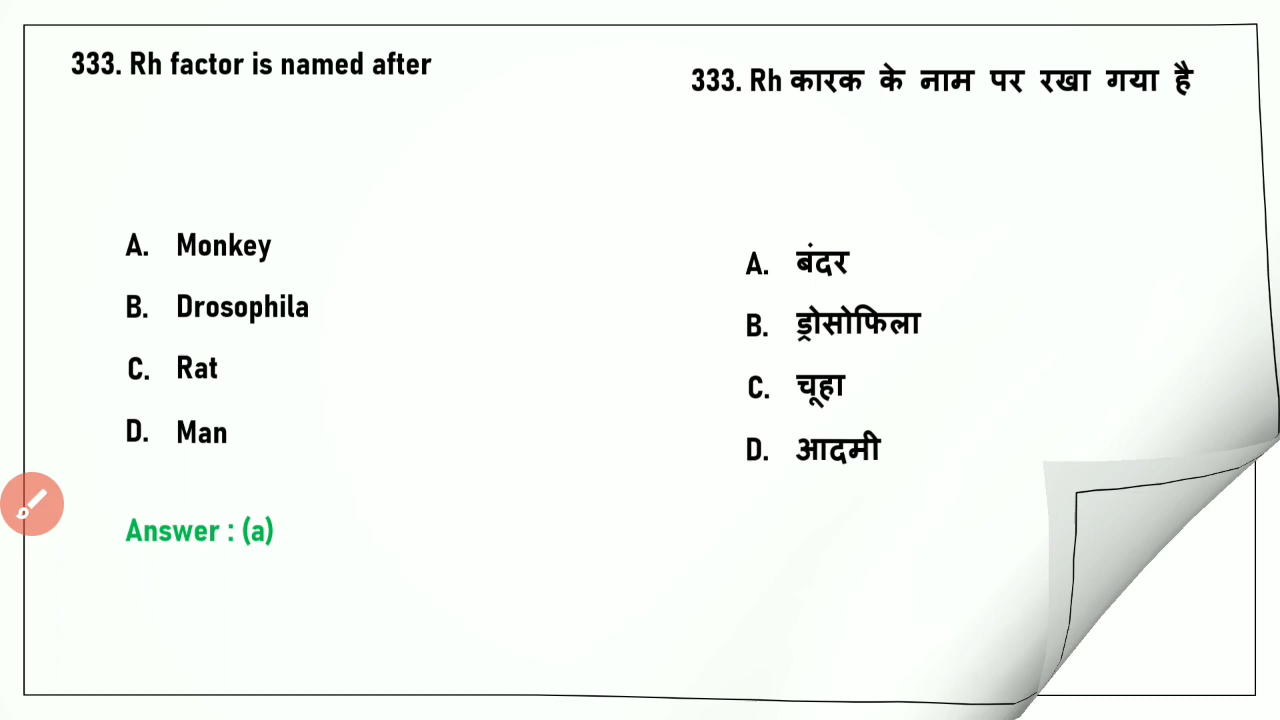 333. Rh factor is named after
A. Monkey
B. Drosophila
C. Rat
D. Man
Answer : (a)
333. Rh कारक के नाम पर रखा गया है
A. बंदर
B. ड्रोसोफिला
C. चूहा
D. आदमी